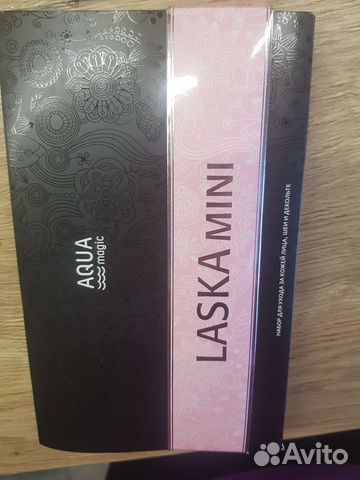 AQUA
magic
LASKA MINI
НАБОР ДЛЯ УХОДА ЗА КОЖЕЙ ЛИЦА, ШЕИ И ДЕКОЛЬТЕ
Avito